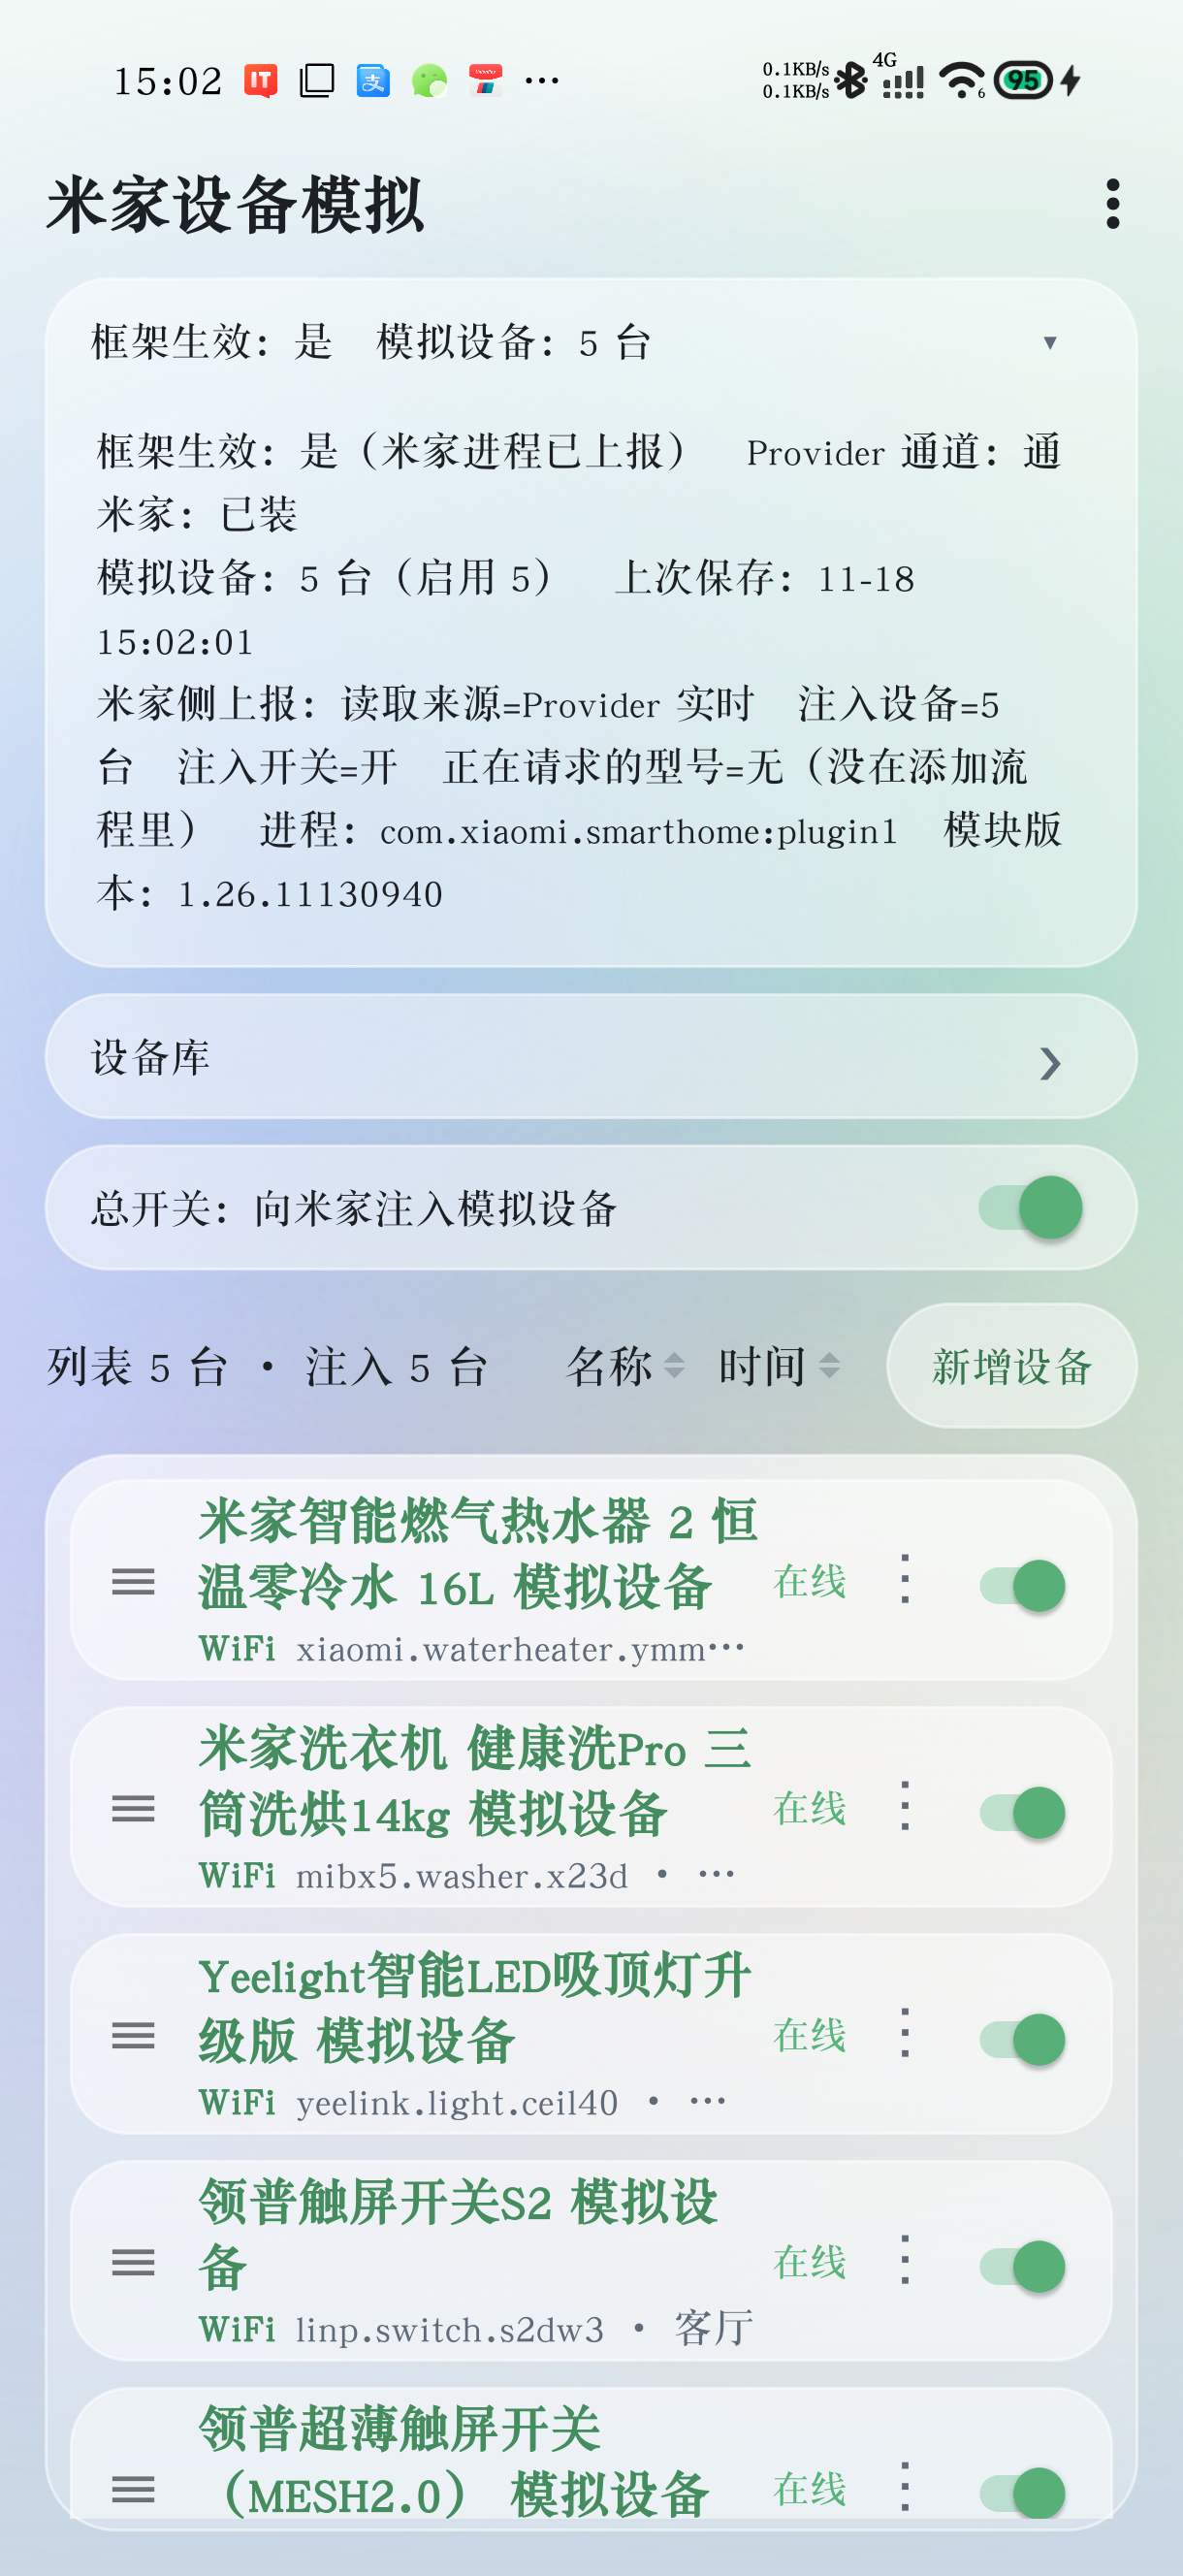 15:02
0.1KB/s
0.1KB/s
4G
6
95
米家设备模拟
框架生效：是 模拟设备：5 台
框架生效：是（米家进程已上报） Provider 通道：通
米家：已装
模拟设备：5 台（启用 5） 上次保存：11-18
15:02:01
米家侧上报：读取来源=Provider 实时 注入设备=5
台 注入开关=开 正在请求的型号=无（没在添加流
程里） 进程：com.xiaomi.smarthome:plugin1 模块版
本：1.26.11130940
设备库
总开关：向米家注入模拟设备
列表 5 台 · 注入 5 台 名称 时间 新增设备
米家智能燃气热水器 2 恒
温零冷水 16L 模拟设备
在线
WiFi xiaomi.waterheater.ymm…
米家洗衣机 健康洗Pro 三
筒洗烘14kg 模拟设备
在线
WiFi mibx5.washer.x23d · …
Yeelight智能LED吸顶灯升
级版 模拟设备
在线
WiFi yeelink.light.ceil40 · …
领普触屏开关S2 模拟设
备
在线
WiFi linp.switch.s2dw3 · 客厅
领普超薄触屏开关
（MESH2.0） 模拟设备
在线